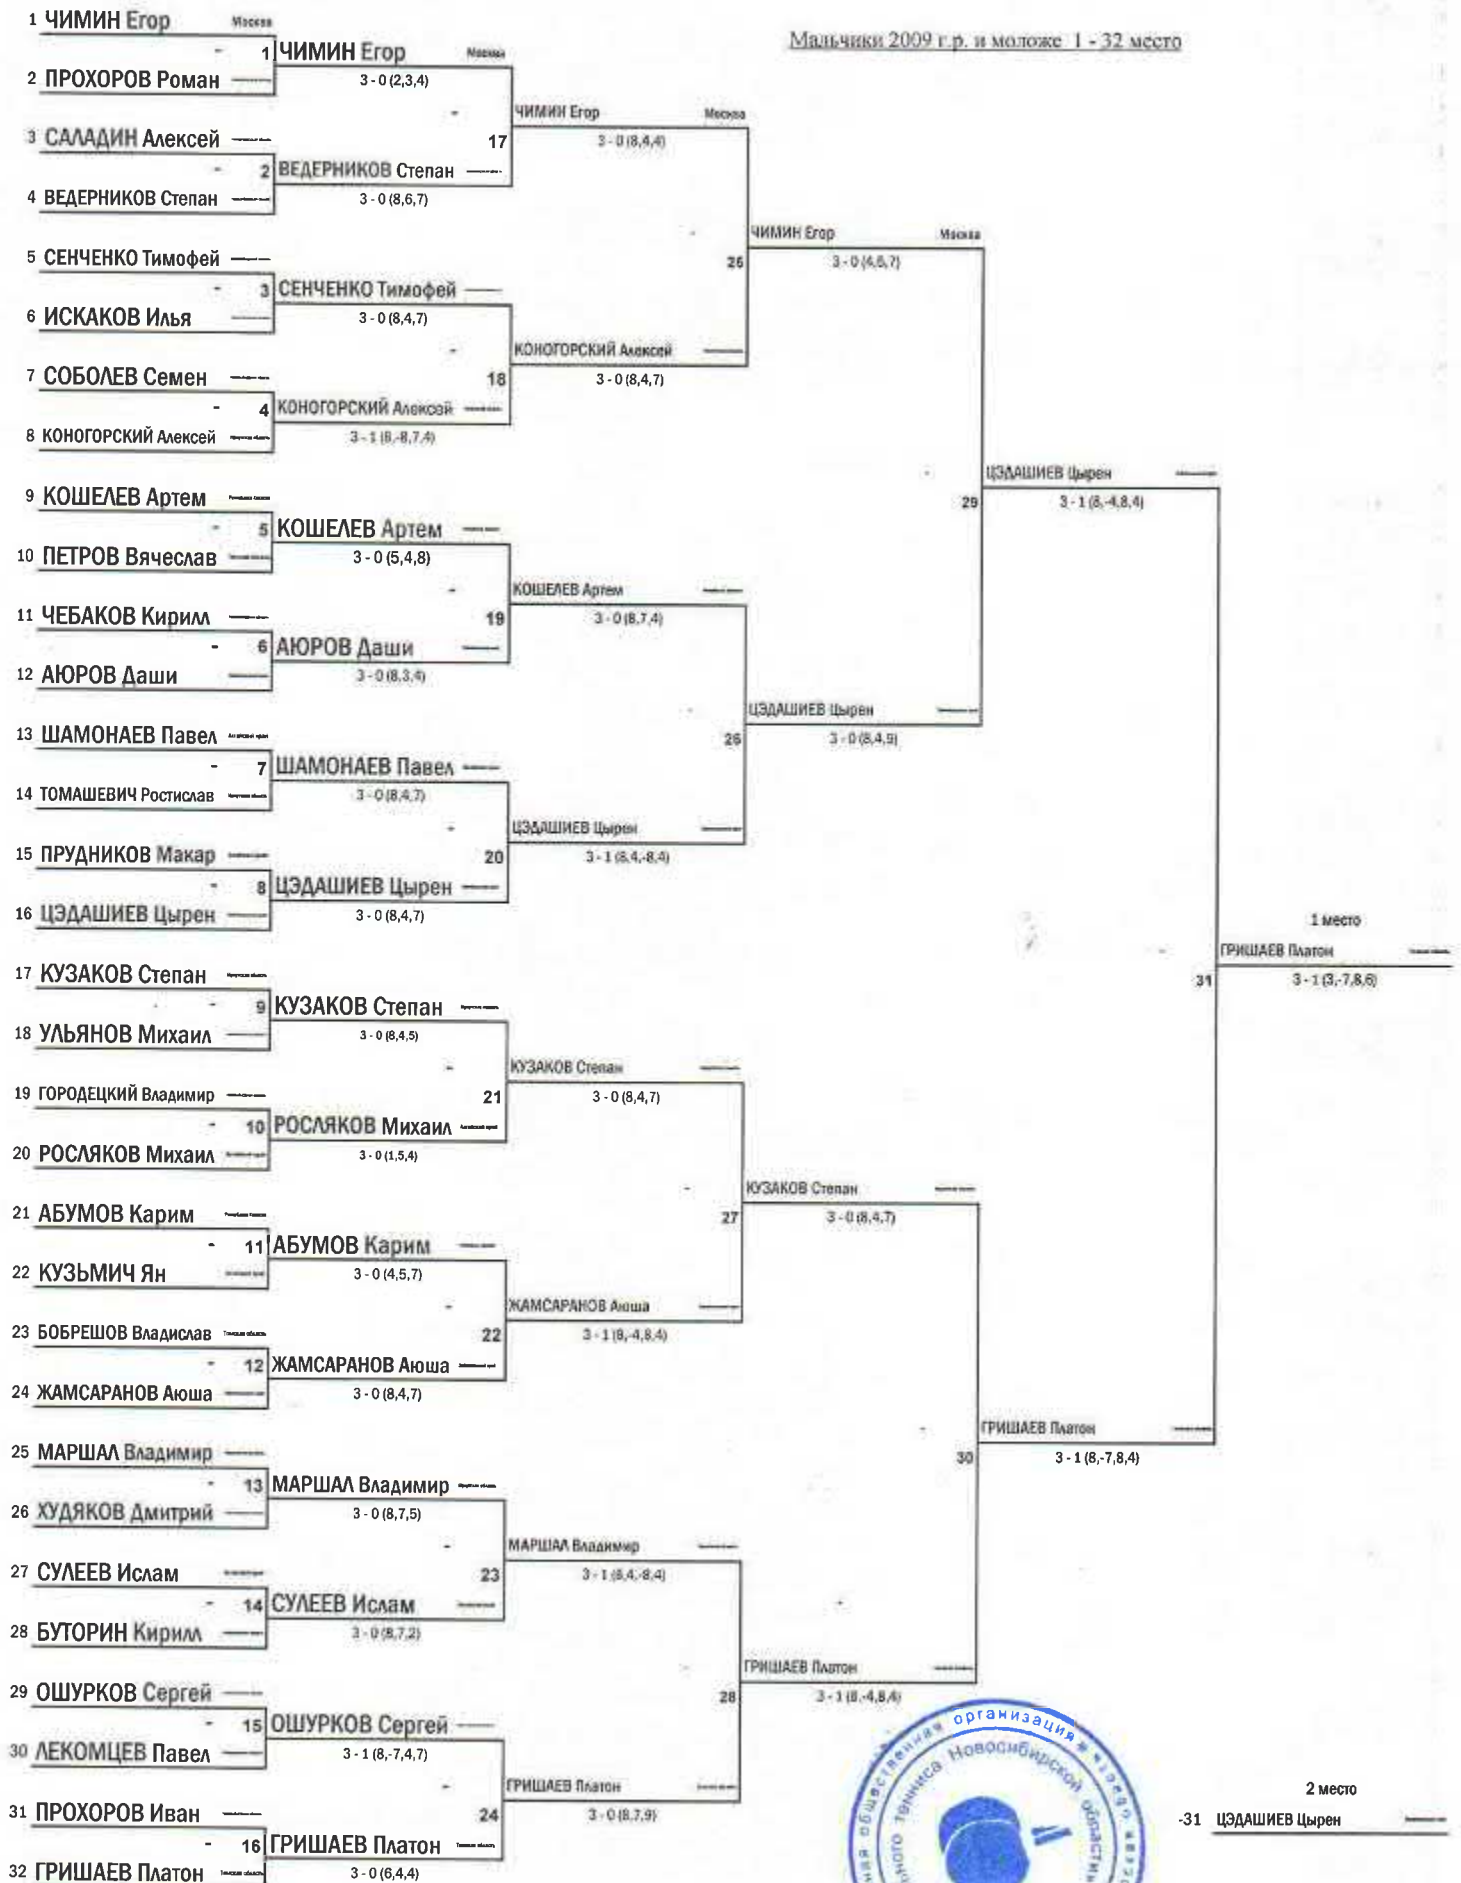 Мальчики 2009 г.р. и моложе 1 - 32 место
1 ЧИМИН Егор Москва
2 ПРОХОРОВ Роман
3 САЛАДИН Алексей
4 ВЕДЕРНИКОВ Степан
5 СЕНЧЕНКО Тимофей
6 ИСКАКОВ Илья
7 СОБОЛЕВ Семен
8 КОНОГОРСКИЙ Алексей
9 КОШЕЛЕВ Артем
10 ПЕТРОВ Вячеслав
11 ЧЕБАКОВ Кирилл
12 АЮРОВ Даши
13 ШАМОНАЕВ Павел
14 ТОМАШЕВИЧ Ростислав
15 ПРУДНИКОВ Макар
16 ЦЭДАШИЕВ Цырен
17 КУЗАКОВ Степан
18 УЛЬЯНОВ Михаил
19 ГОРОДЕЦКИЙ Владимир
20 РОСЛЯКОВ Михаил
21 АБУМОВ Карим
22 КУЗЬМИЧ Ян
23 БОБРЕШОВ Владислав
24 ЖАМСАРАНОВ Аюша
25 МАРШАЛ Владимир
26 ХУДЯКОВ Дмитрий
27 СУЛЕЕВ Ислам
28 БУТОРИН Кирилл
29 ОШУРКОВ Сергей
30 ЛЕКОМЦЕВ Павел
31 ПРОХОРОВ Иван
32 ГРИШАЕВ Платон
1 ЧИМИН Егор Москва
3 - 0 (2,3,4)
2 ВЕДЕРНИКОВ Степан
3 - 0 (8,6,7)
3 СЕНЧЕНКО Тимофей
3 - 0 (8,4,7)
4 КОНОГОРСКИЙ Алексей
3 - 1 (8,-8,7,4)
5 КОШЕЛЕВ Артем
3 - 0 (5,4,8)
6 АЮРОВ Даши
3 - 0 (8,3,4)
7 ШАМОНАЕВ Павел
3 - 0 (8,4,7)
8 ЦЭДАШИЕВ Цырен
3 - 0 (8,4,7)
9 КУЗАКОВ Степан
3 - 0 (8,4,5)
10 РОСЛЯКОВ Михаил
3 - 0 (1,5,4)
11 АБУМОВ Карим
3 - 0 (4,5,7)
12 ЖАМСАРАНОВ Аюша
3 - 0 (8,4,7)
13 МАРШАЛ Владимир
3 - 0 (8,7,5)
14 СУЛЕЕВ Ислам
3 - 0 (8,7,2)
15 ОШУРКОВ Сергей
3 - 1 (8,-7,4,7)
16 ГРИШАЕВ Платон
3 - 0 (6,4,4)
17 ЧИМИН Егор Москва
3 - 0 (8,4,4)
18 КОНОГОРСКИЙ Алексей
3 - 0 (8,4,7)
19 КОШЕЛЕВ Артем
3 - 0 (8,7,4)
20 ЦЭДАШИЕВ Цырен
3 - 1 (8,4,-8,4)
21 КУЗАКОВ Степан
3 - 0 (8,4,7)
22 ЖАМСАРАНОВ Аюша
3 - 1 (8,-4,8,4)
23 МАРШАЛ Владимир
3 - 1 (8,4,-8,4)
24 ГРИШАЕВ Платон
3 - 0 (8,7,9)
25 ЧИМИН Егор Москва
3 - 0 (4,6,7)
26 ЦЭДАШИЕВ Цырен
3 - 0 (8,4,9)
27 КУЗАКОВ Степан
3 - 0 (8,4,7)
28 ГРИШАЕВ Платон
3 - 1 (8,-4,8,4)
29 ЦЭДАШИЕВ Цырен
3 - 1 (8,-4,8,4)
30 ГРИШАЕВ Платон
3 - 1 (8,-7,8,4)
1 место
31 ГРИШАЕВ Платон
3 - 1 (3,-7,8,6)
2 место
-31 ЦЭДАШИЕВ Цырен
организация
тенниса Новосибирской области